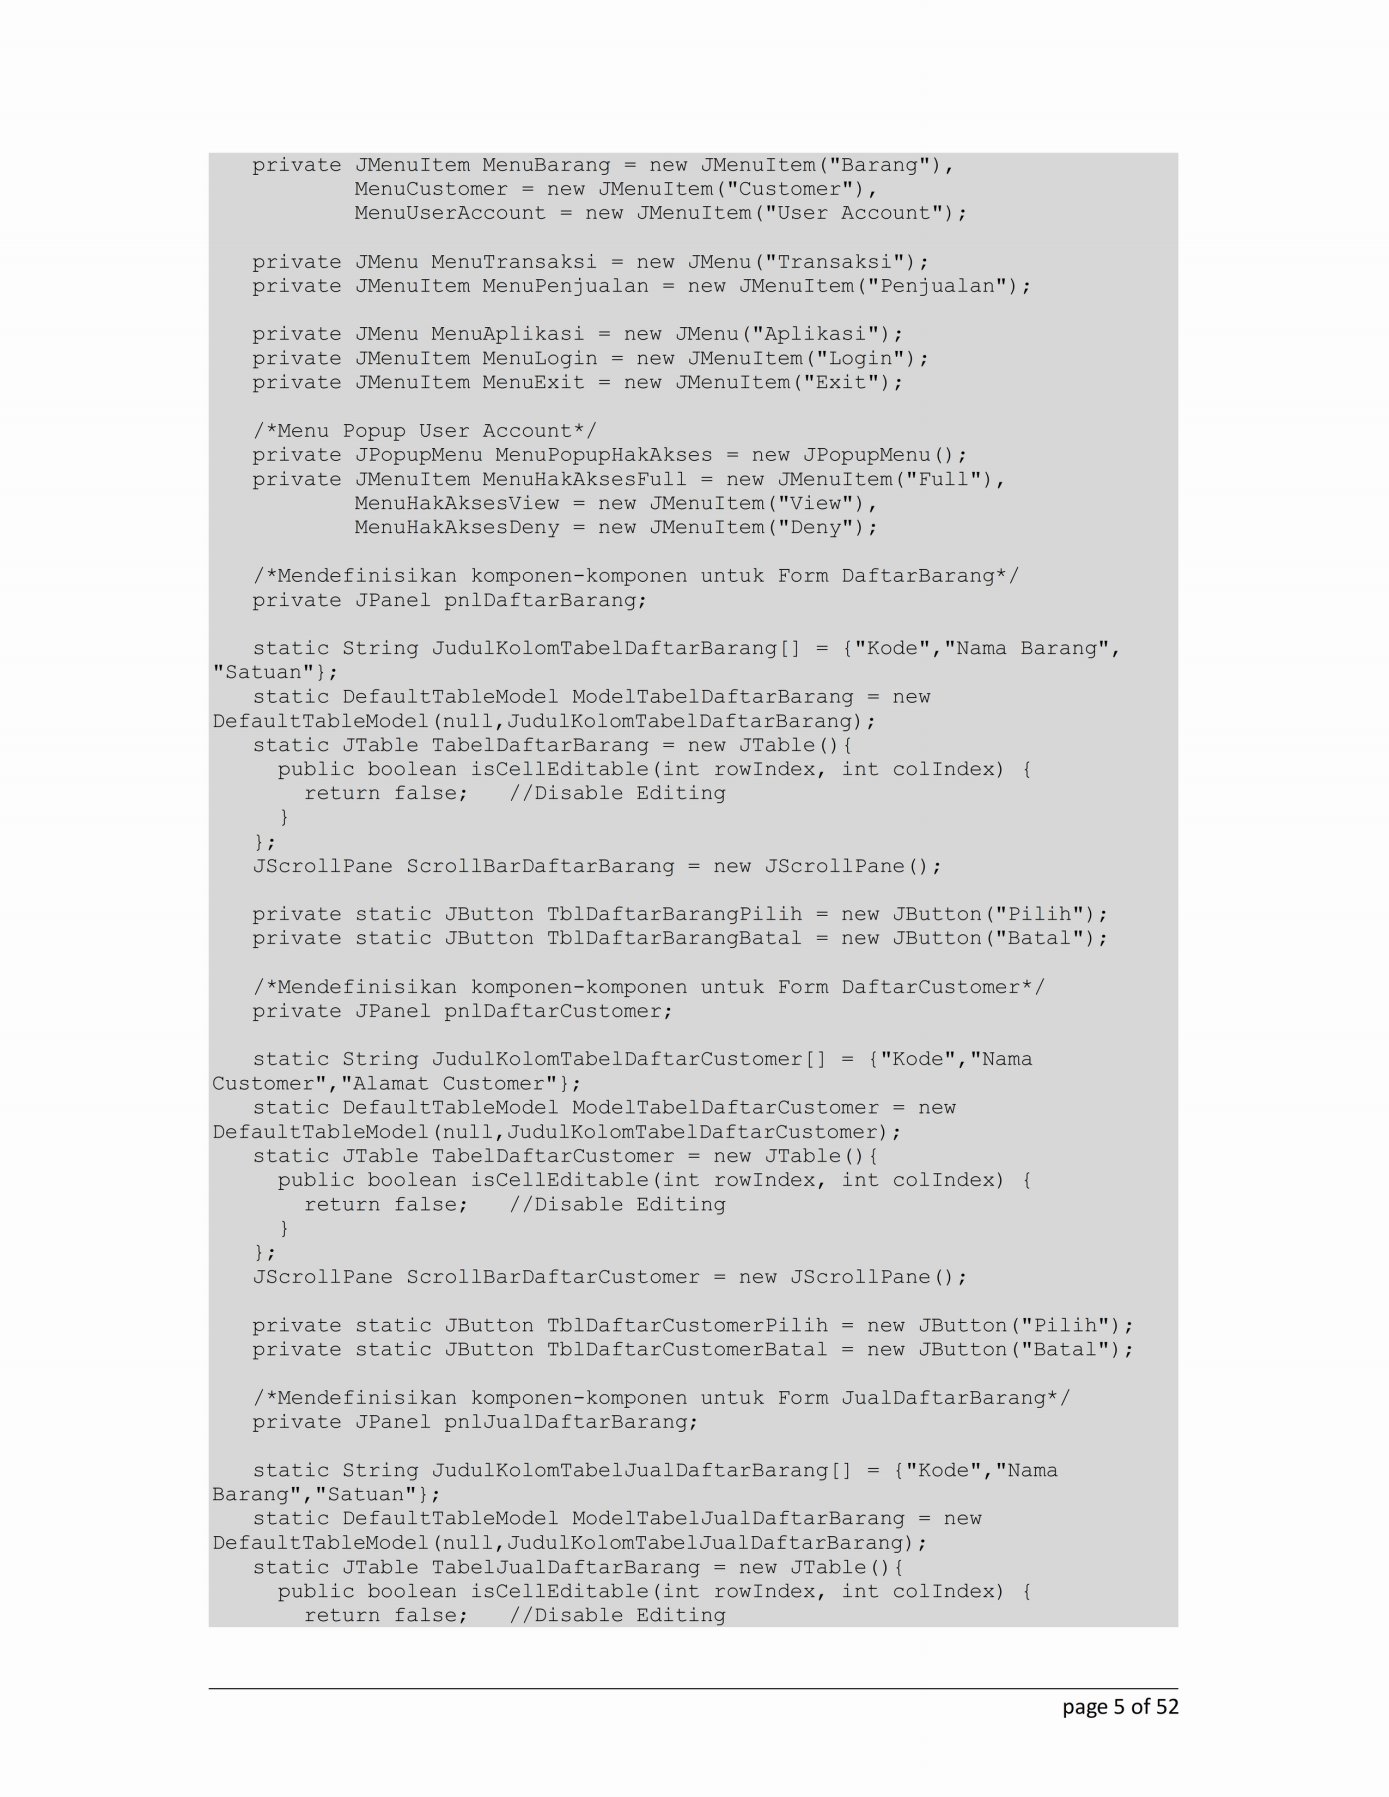 private JMenuItem MenuBarang = new JMenuItem("Barang"),
MenuCustomer = new JMenuItem("Customer"),
MenuUserAccount = new JMenuItem("User Account");
private JMenu MenuTransaksi = new JMenu("Transaksi");
private JMenuItem MenuPenjualan = new JMenuItem("Penjualan");
private JMenu MenuAplikasi = new JMenu("Aplikasi");
private JMenuItem MenuLogin = new JMenuItem("Login");
private JMenuItem MenuExit = new JMenuItem("Exit");
/*Menu Popup User Account*/
private JPopupMenu MenuPopupHakAkses = new JPopupMenu();
private JMenuItem MenuHakAksesFull = new JMenuItem("Full"),
MenuHakAksesView = new JMenuItem("View"),
MenuHakAksesDeny = new JMenuItem("Deny");
/*Mendefinisikan komponen-komponen untuk Form DaftarBarang*/
private JPanel pnlDaftarBarang;
static String JudulKolomTabelDaftarBarang[] = {"Kode","Nama Barang",
"Satuan"};
static DefaultTableModel ModelTabelDaftarBarang = new
DefaultTableModel(null,JudulKolomTabelDaftarBarang);
static JTable TabelDaftarBarang = new JTable(){
public boolean isCellEditable(int rowIndex, int colIndex) {
return false;   //Disable Editing
}
};
JScrollPane ScrollBarDaftarBarang = new JScrollPane();
private static JButton TblDaftarBarangPilih = new JButton("Pilih");
private static JButton TblDaftarBarangBatal = new JButton("Batal");
/*Mendefinisikan komponen-komponen untuk Form DaftarCustomer*/
private JPanel pnlDaftarCustomer;
static String JudulKolomTabelDaftarCustomer[] = {"Kode","Nama
Customer","Alamat Customer"};
static DefaultTableModel ModelTabelDaftarCustomer = new
DefaultTableModel(null,JudulKolomTabelDaftarCustomer);
static JTable TabelDaftarCustomer = new JTable(){
public boolean isCellEditable(int rowIndex, int colIndex) {
return false;   //Disable Editing
}
};
JScrollPane ScrollBarDaftarCustomer = new JScrollPane();
private static JButton TblDaftarCustomerPilih = new JButton("Pilih");
private static JButton TblDaftarCustomerBatal = new JButton("Batal");
/*Mendefinisikan komponen-komponen untuk Form JualDaftarBarang*/
private JPanel pnlJualDaftarBarang;
static String JudulKolomTabelJualDaftarBarang[] = {"Kode","Nama
Barang","Satuan"};
static DefaultTableModel ModelTabelJualDaftarBarang = new
DefaultTableModel(null,JudulKolomTabelJualDaftarBarang);
static JTable TabelJualDaftarBarang = new JTable(){
public boolean isCellEditable(int rowIndex, int colIndex) {
return false;   //Disable Editing
page 5 of 52